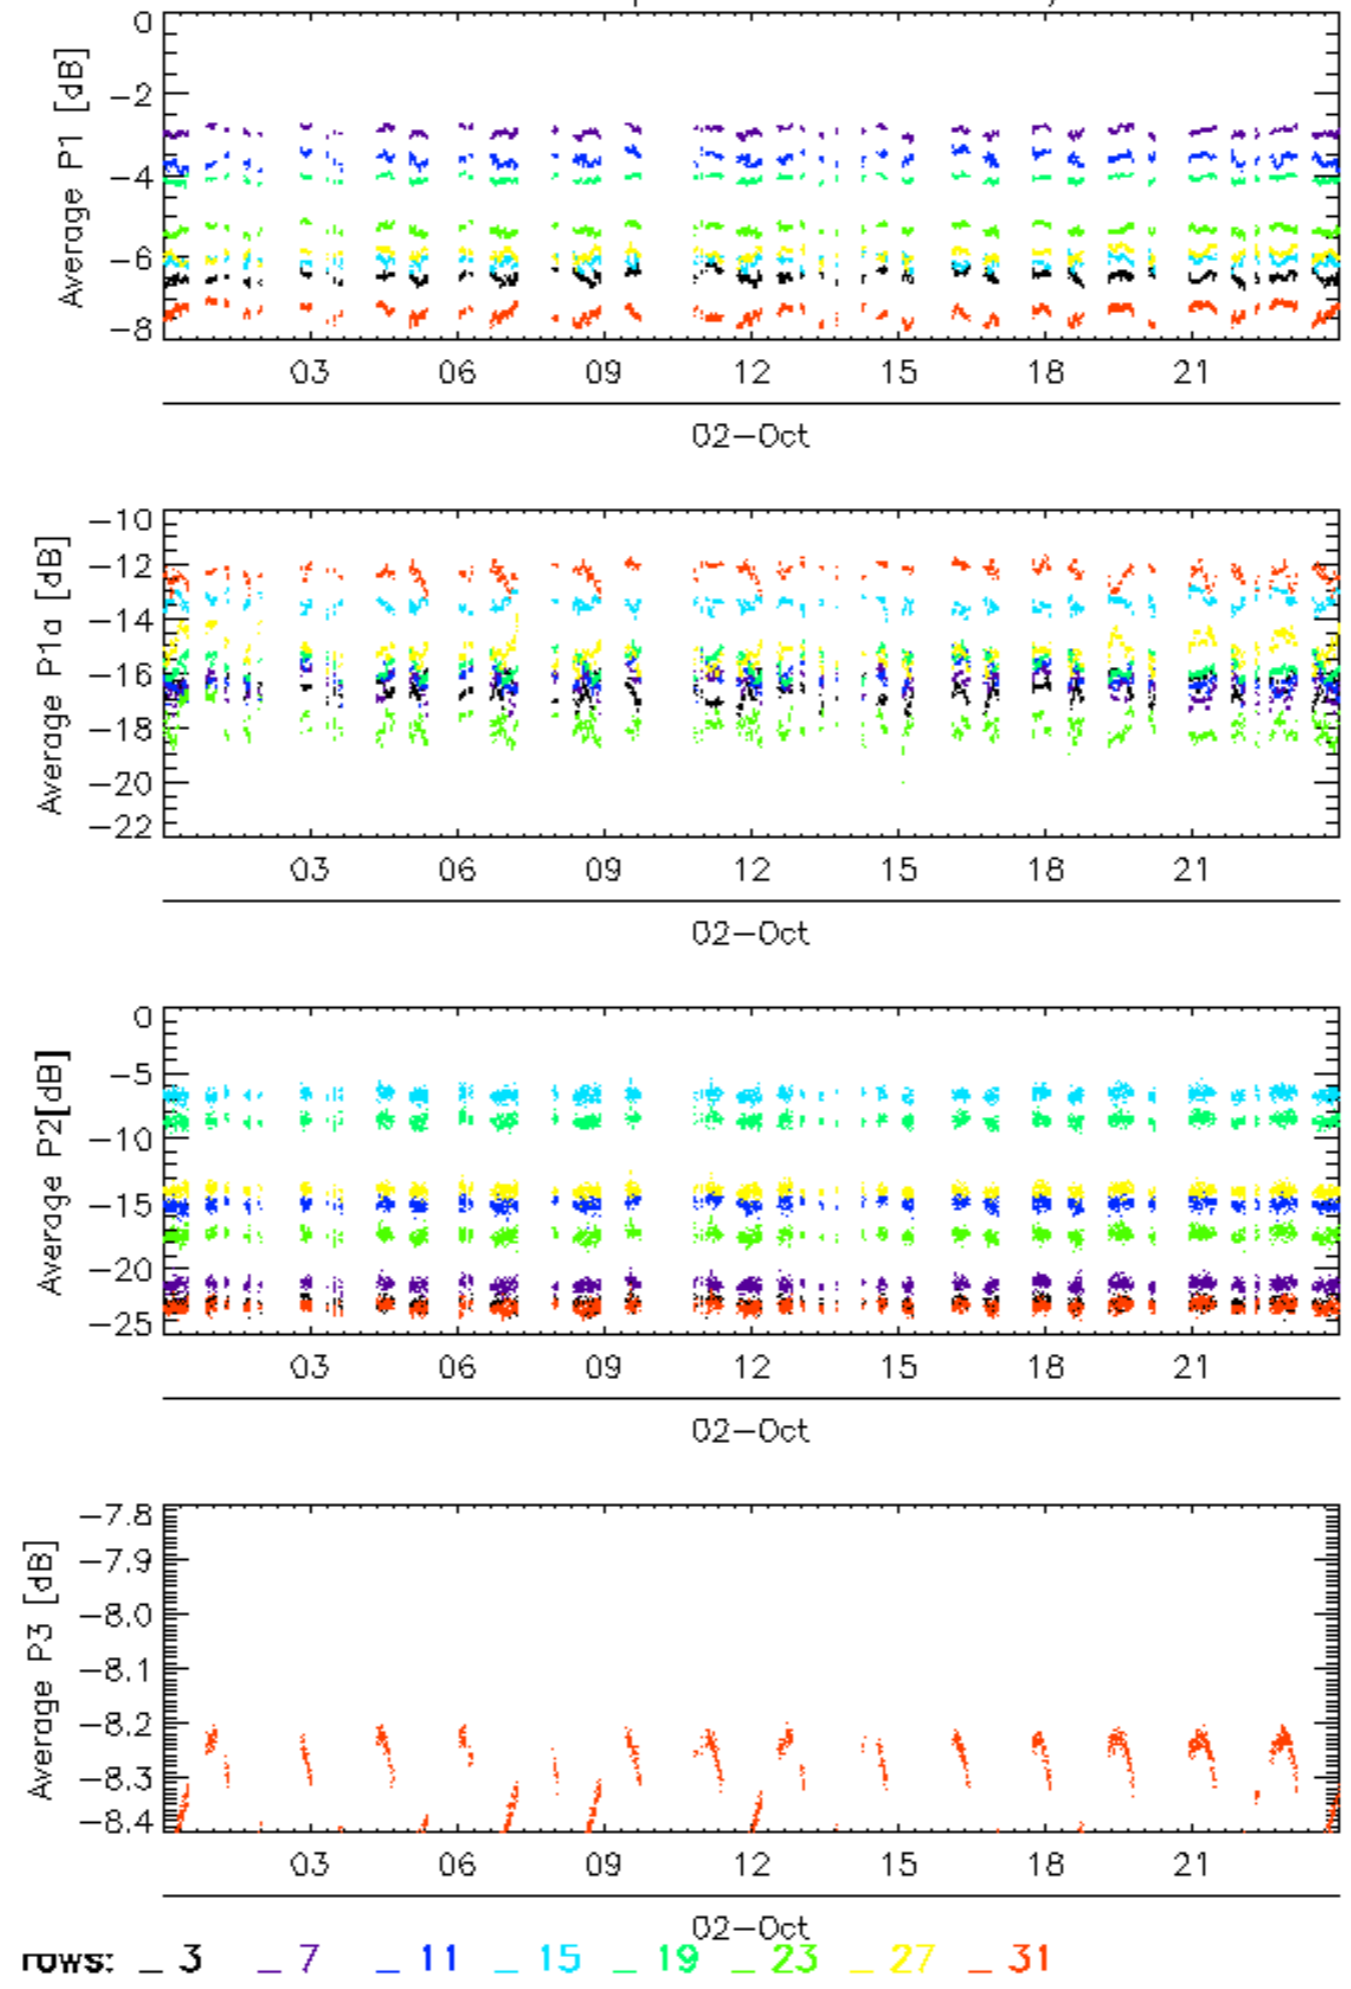 0
-2
-4
-6
-8
Average P1 [dB]
03 06 09 12 15 18 21
02-Oct
-10
-12
-14
-16
-18
-20
-22
Average P1a [dB]
03 06 09 12 15 18 21
02-Oct
0
-5
-10
-15
-20
-25
Average P2[dB]
03 06 09 12 15 18 21
02-Oct
-7.8
-7.9
-8.0
-8.1
-8.2
-8.3
-8.4
Average P3 [dB]
03 06 09 12 15 18 21
02-Oct
rows: _ 3 _ 7 _ 11 _ 15 _ 19 _ 23 _ 27 _ 31